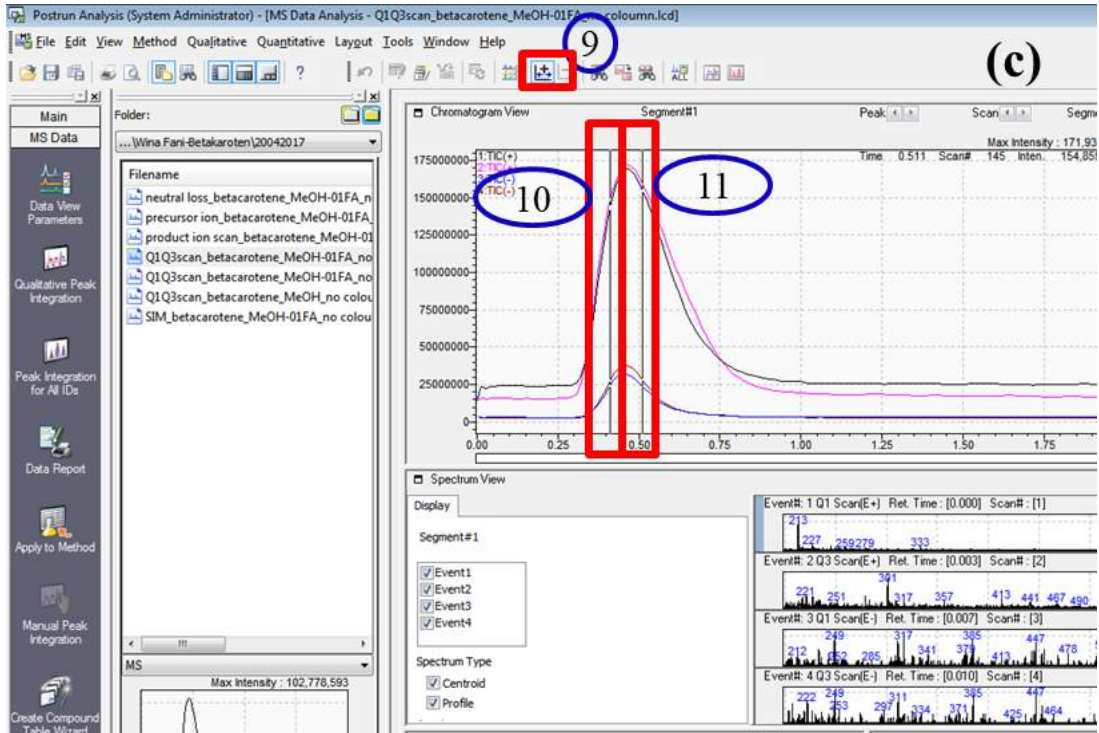 Postrun Analysis (System Administrator) - [MS Data Analysis - Q1Q3scan_betacarotene_MeOH-01FA_no coloumn.lcd]
File Edit View Method Qualitative Quantitative Layout Tools Window Help
9
(c)
Main
MS Data
Data View
Parameters
Qualitative Peak
Integration
Peak Integration
for All IDs
Data Report
Apply to Method
Manual Peak
Integration
Create Compound
Table Wizard
Folder:
...\Wina Fani-Betakaroten\20042017
Filename
neutral loss_betacarotene_MeOH-01FA_n
precursor ion_betacarotene_MeOH-01FA_
product ion scan_betacarotene_MeOH-01
Q1Q3scan_betacarotene_MeOH-01FA_no
Q1Q3scan_betacarotene_MeOH-01FA_no
Q1Q3scan_betacarotene_MeOH_no colou
SIM_betacarotene_MeOH-01FA_no colou
MS
Max Intensity : 102,778,593
Chromatogram View Segment#1 Peak Scan Segme
Max Intensity : 171,93
Time 0.511 Scan# 145 Inten. 154,85
1:TIC(+)
2:TIC(+)
3:TIC(-)
4:TIC(-)
10
11
175000000
150000000
125000000
100000000
75000000
50000000
25000000
0
0.00 0.25 0.50 0.75 1.00 1.25 1.50 1.75
Spectrum View
Display
Segment#1
Event1
Event2
Event3
Event4
Spectrum Type
Centroid
Profile
Event#: 1 Q1 Scan(E+) Ret. Time : [0.000] Scan# : [1]
213
227 259 279 333
Event#: 2 Q3 Scan(E+) Ret. Time : [0.003] Scan# : [2]
301
221 251 317 357 413 441 467 490
Event#: 3 Q1 Scan(E-) Ret. Time : [0.007] Scan# : [3]
249 317 385 447
212 252 285 341 379 413 478
Event#: 4 Q3 Scan(E-) Ret. Time : [0.010] Scan# : [4]
222 249 311 385 447
253 297 334 371 425 464